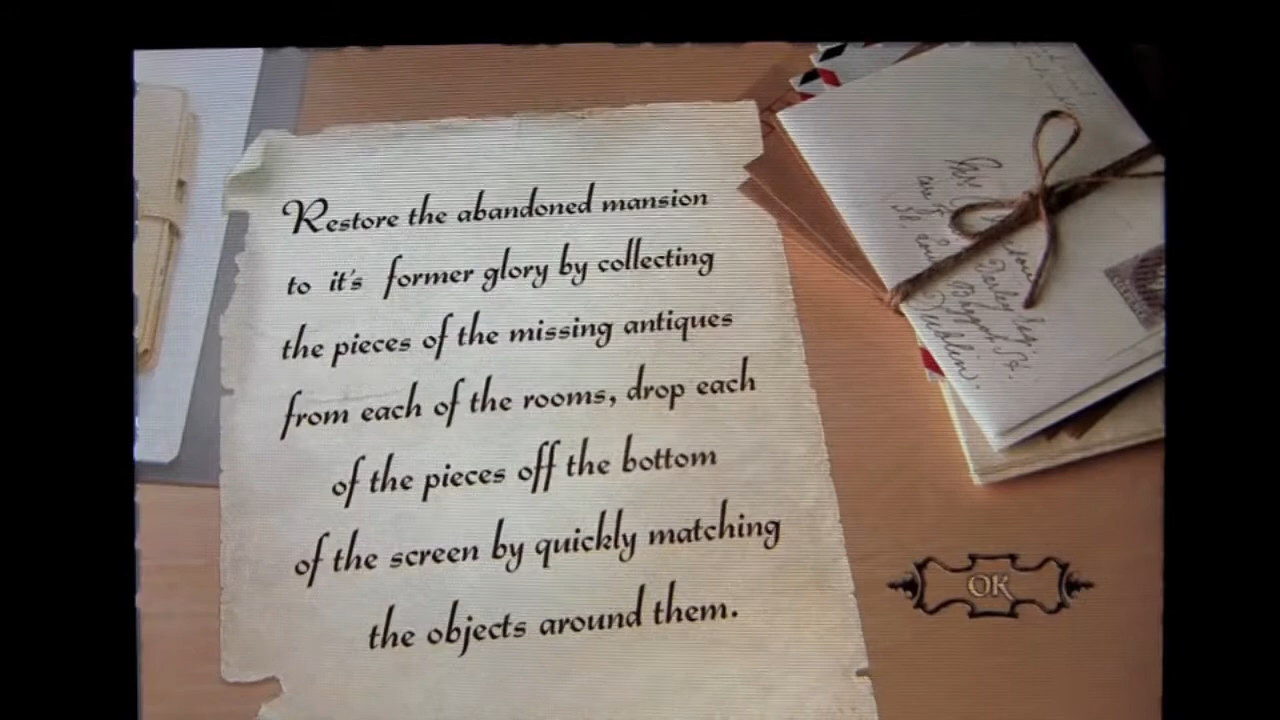 Restore the abandoned mansion
to it's former glory by collecting
the pieces of the missing antiques
from each of the rooms, drop each
of the pieces off the bottom
of the screen by quickly matching
the objects around them.
OK
Dublin.